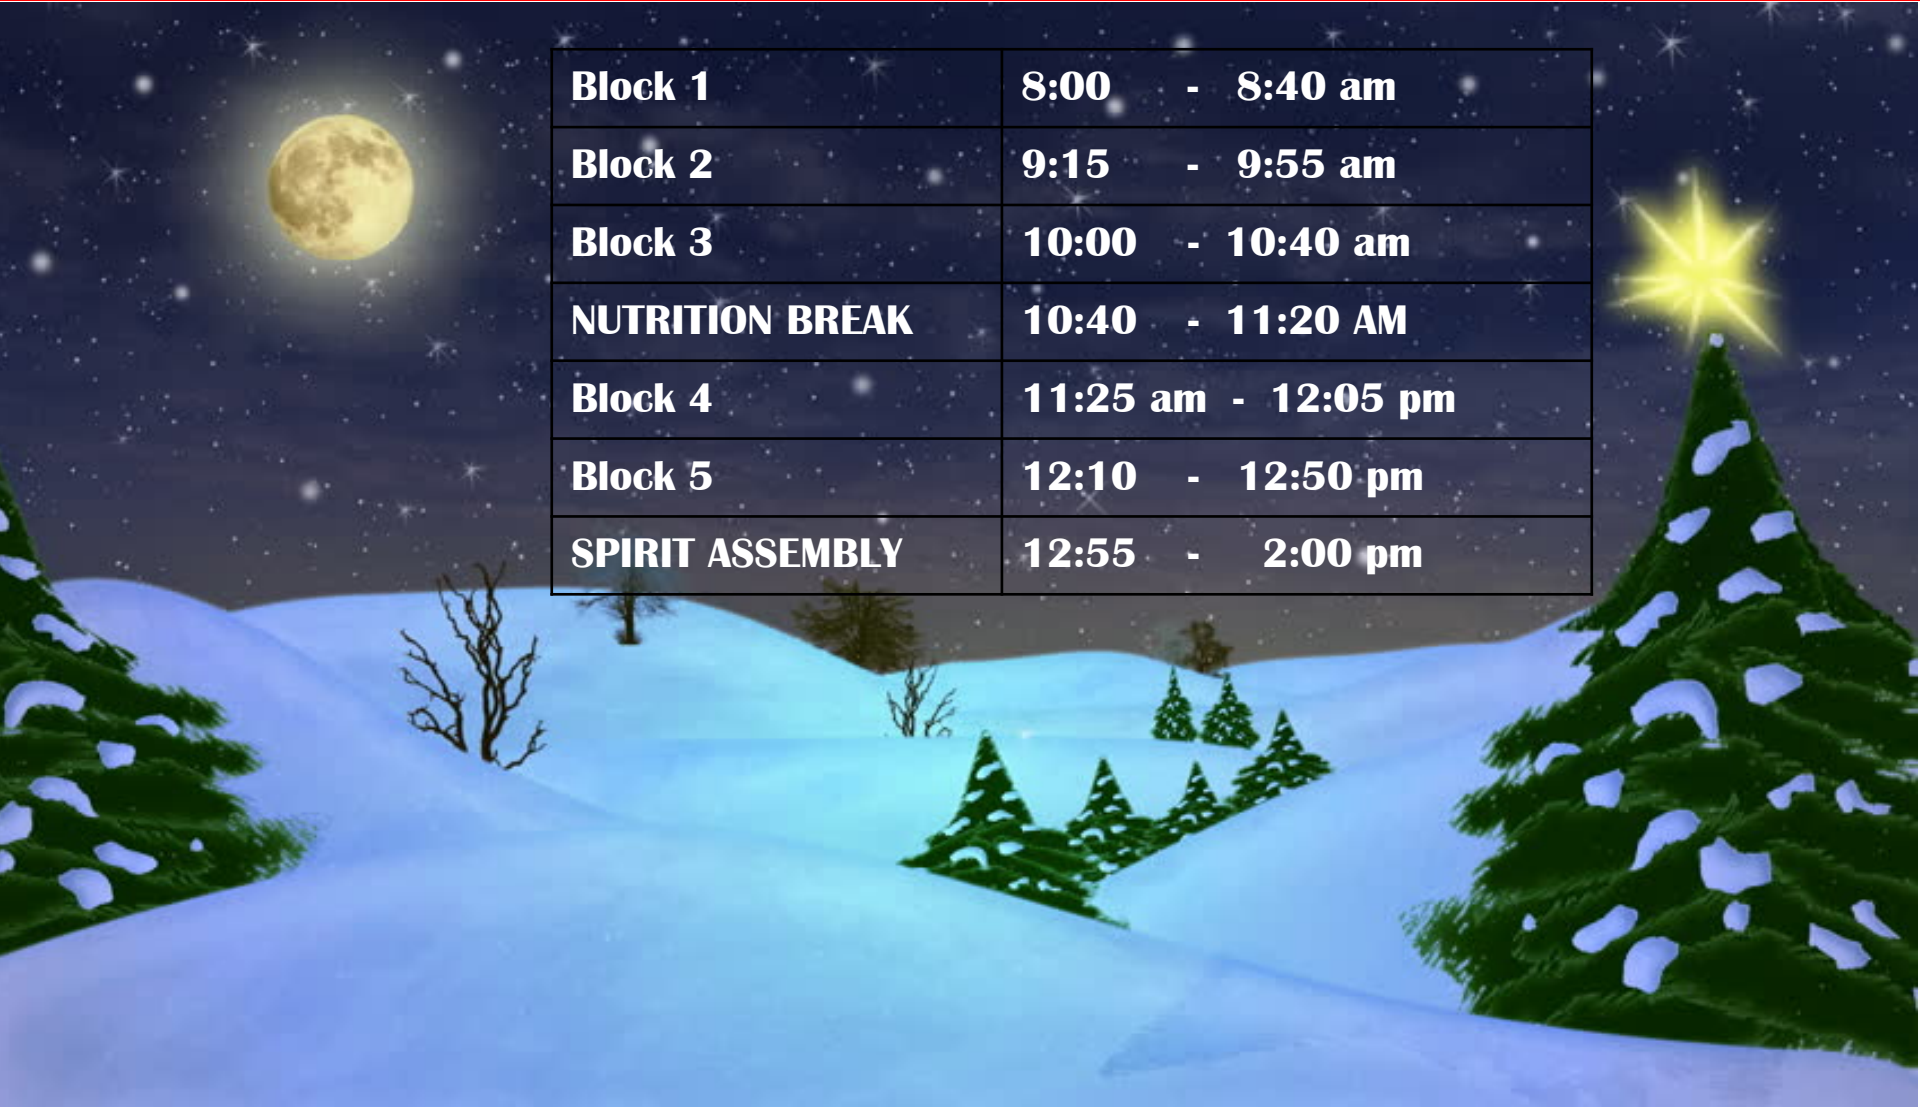 Block 1 8:00 - 8:40 am
Block 2 9:15 - 9:55 am
Block 3 10:00 - 10:40 am
NUTRITION BREAK 10:40 - 11:20 AM
Block 4 11:25 am - 12:05 pm
Block 5 12:10 - 12:50 pm
SPIRIT ASSEMBLY 12:55 - 2:00 pm